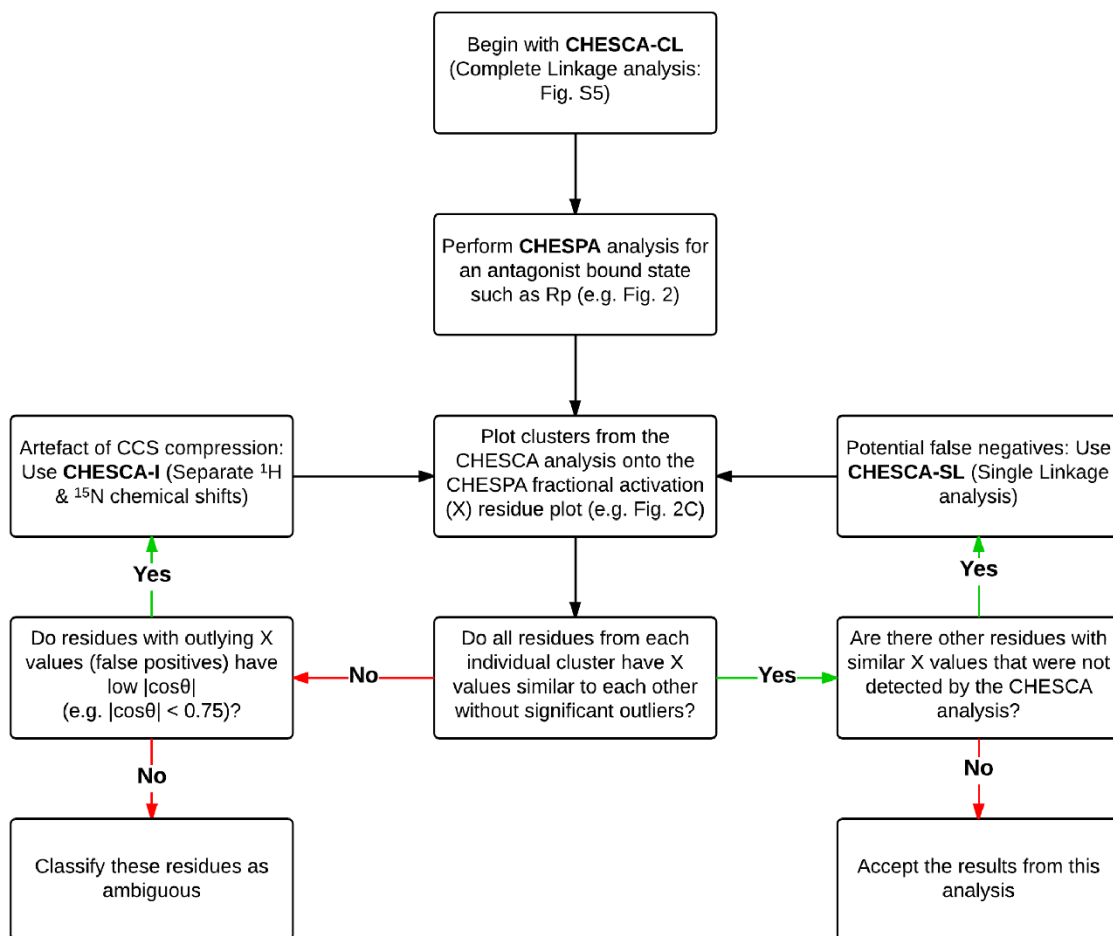 Begin with CHESCA-CL
(Complete Linkage analysis:
Fig. S5)
Perform CHESPA analysis for
an antagonist bound state
such as Rp (e.g. Fig. 2)
Artefact of CCS compression:
Use CHESCA-I (Separate ¹H
& ¹⁵N chemical shifts)
Plot clusters from the
CHESCA analysis onto the
CHESPA fractional activation
(X) residue plot (e.g. Fig. 2C)
Potential false negatives: Use
CHESCA-SL (Single Linkage
analysis)
Yes
Yes
Do residues with outlying X
values (false positives) have
low |cosθ|
(e.g. |cosθ| < 0.75)?
No
Do all residues from each
individual cluster have X
values similar to each other
without significant outliers?
Yes
Are there other residues with
similar X values that were not
detected by the CHESCA
analysis?
No
No
Classify these residues as
ambiguous
Accept the results from this
analysis